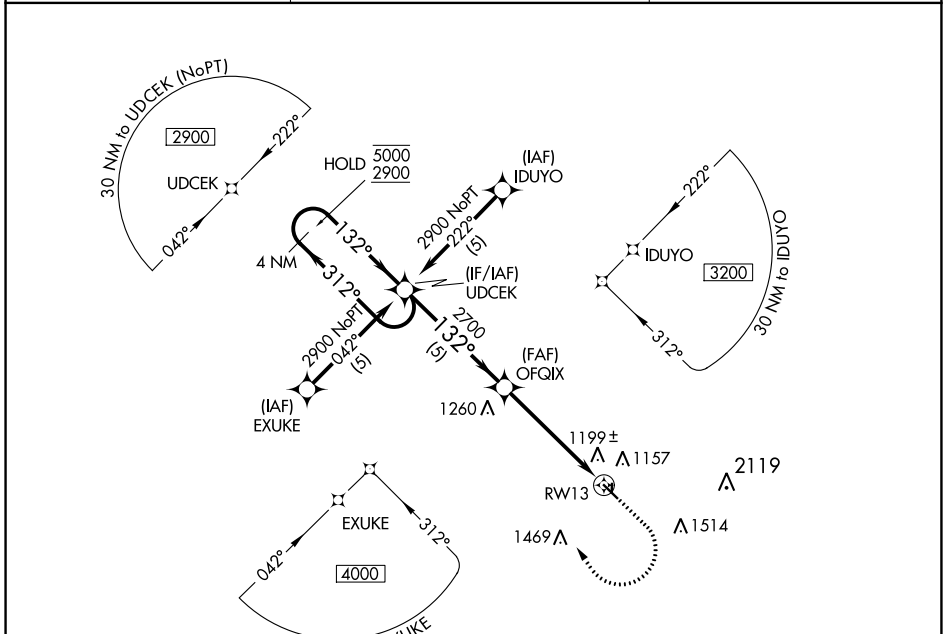 30 NM to UDCEK (NoPT)
2900
222°
UDCEK
042°
HOLD 5000
2900
4 NM
132°
312°
(IAF)
IDUYO
2900 NoPT
222°
(5)
(IF/IAF)
UDCEK
2900 NoPT
042°
(5)
(IAF)
EXUKE
2700
132°
(5)
(FAF)
OFQIX
222°
IDUYO
3200
312°
30 NM to IDUYO
1260
1199 ±
1157
2119
RW13
1514
1469
EXUKE
042°
312°
4000